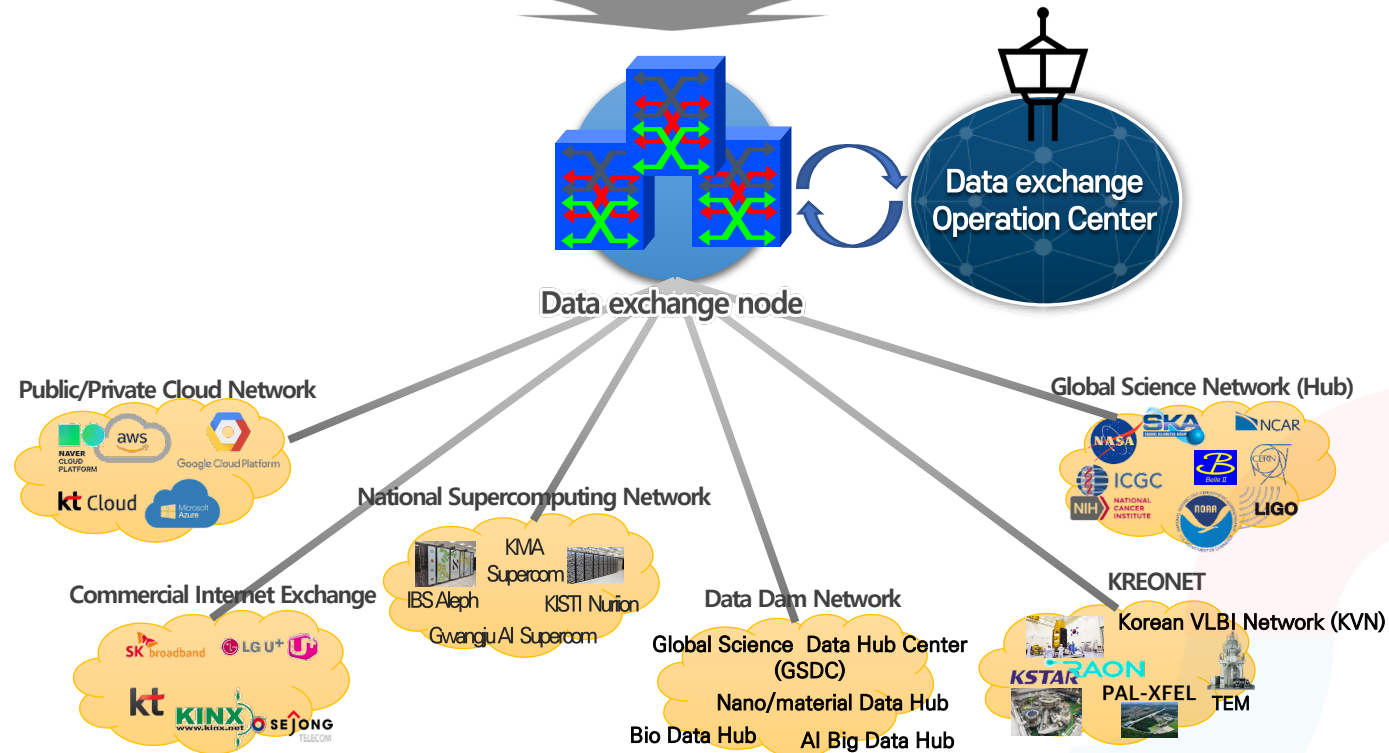 Data exchange
Operation Center
Data exchange node
Public/Private Cloud Network
NAVER
CLOUD
PLATFORM
aws
Google Cloud Platform
kt Cloud
Microsoft
Azure
National Supercomputing Network
KMA
Supercom
IBS Aleph
KISTI Nurion
Gwangju AI Supercom
Commercial Internet Exchange
SK broadband
LG U+
U+
kt
KINX
www.kinx.net
SEJONG
TELECOM
Data Dam Network
Global Science Data Hub Center
(GSDC)
Nano/material Data Hub
Bio Data Hub
AI Big Data Hub
Global Science Network (Hub)
NASA
SKA
NCAR
ICGC
B
Belle II
CERN
NIH
NATIONAL
CANCER
INSTITUTE
NOAA
LIGO
KREONET
Korean VLBI Network (KVN)
KSTAR
RAON
PAL-XFEL
TEM